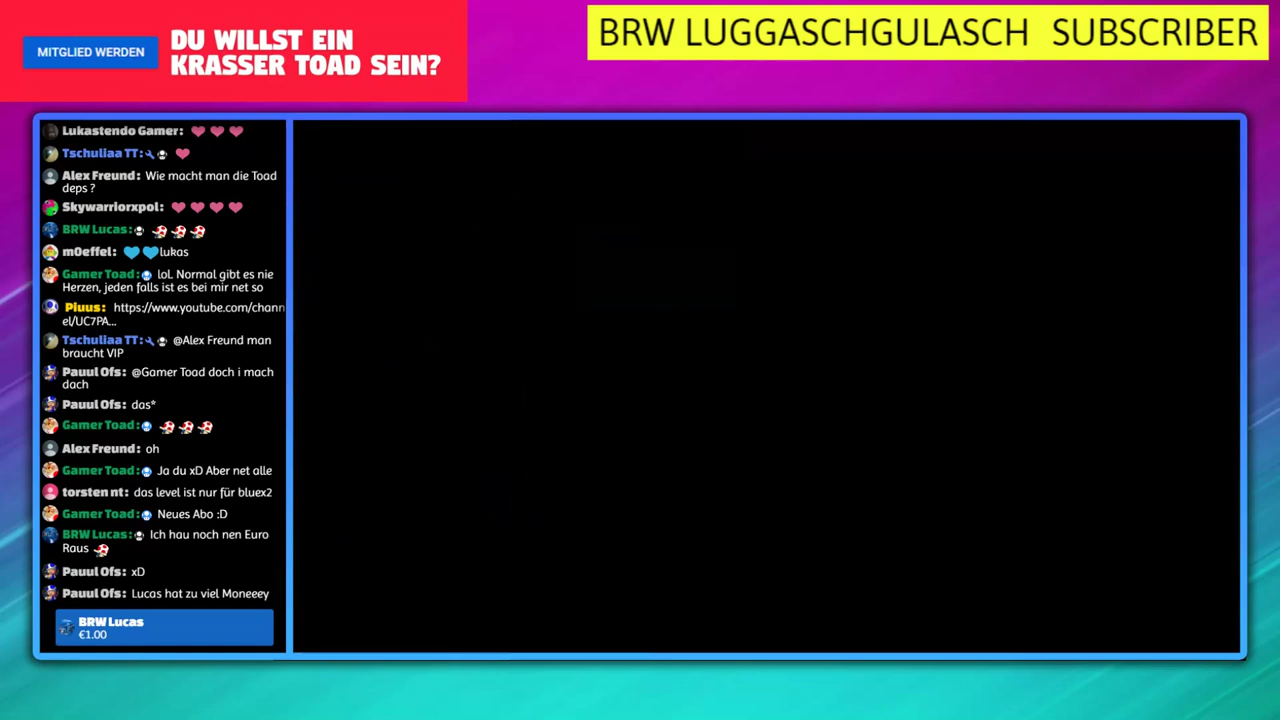 DU WILLST EIN
MITGLIED WERDEN
KRASSER TOAD SEIN?
BRW LUGGASCHGULASCH SUBSCRIBER
Lukastendo Gamer:
Tschuliaa TT:
Alex Freund: Wie macht man die Toad
deps ?
Skywarriorxpol:
BRW Lucas:
m0effel: lukas
Gamer Toad: lol. Normal gibt es nie
Herzen, jeden falls ist es bei mir net so
Piuus: https://www.youtube.com/chann
el/UC7PA...
Tschuliaa TT: @Alex Freund man
braucht VIP
Pauul Ofs: @Gamer Toad doch i mach
dach
Pauul Ofs: das*
Gamer Toad:
Alex Freund: oh
Gamer Toad: Ja du xD Aber net alle
torsten nt: das level ist nur für bluex2
Gamer Toad: Neues Abo :D
BRW Lucas: Ich hau noch nen Euro
Raus
Pauul Ofs: xD
Pauul Ofs: Lucas hat zu viel Moneeey
BRW Lucas
€1.00